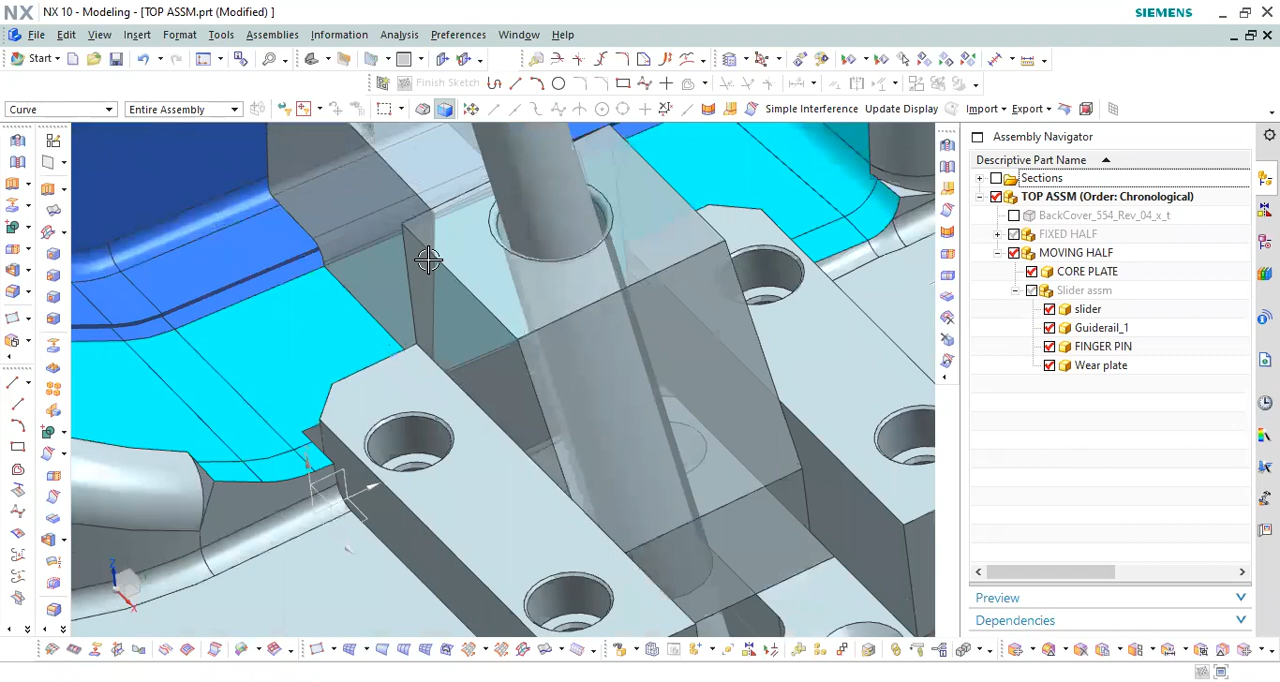 NX NX 10 - Modeling - [TOP ASSM.prt (Modified) ] SIEMENS
File Edit View Insert Format Tools Assemblies Information Analysis Preferences Window Help
Start
Finish Sketch
Curve Entire Assembly Simple Interference Update Display Import Export
Assembly Navigator
Descriptive Part Name
Sections
TOP ASSM (Order: Chronological)
BackCover_554_Rev_04_x_t
FIXED HALF
MOVING HALF
CORE PLATE
Slider assm
slider
Guiderail_1
FINGER PIN
Wear plate
Z
X
Preview
Dependencies